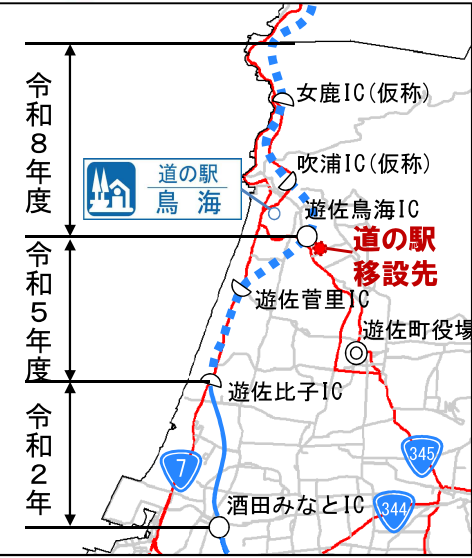 女鹿IC(仮称)
吹浦IC(仮称)
道の駅
鳥海
遊佐鳥海IC
道の駅
移設先
遊佐菅里IC
遊佐町役場
遊佐比子IC
酒田みなとIC
令和8年度
令和5年度
令和2年
7
345
344